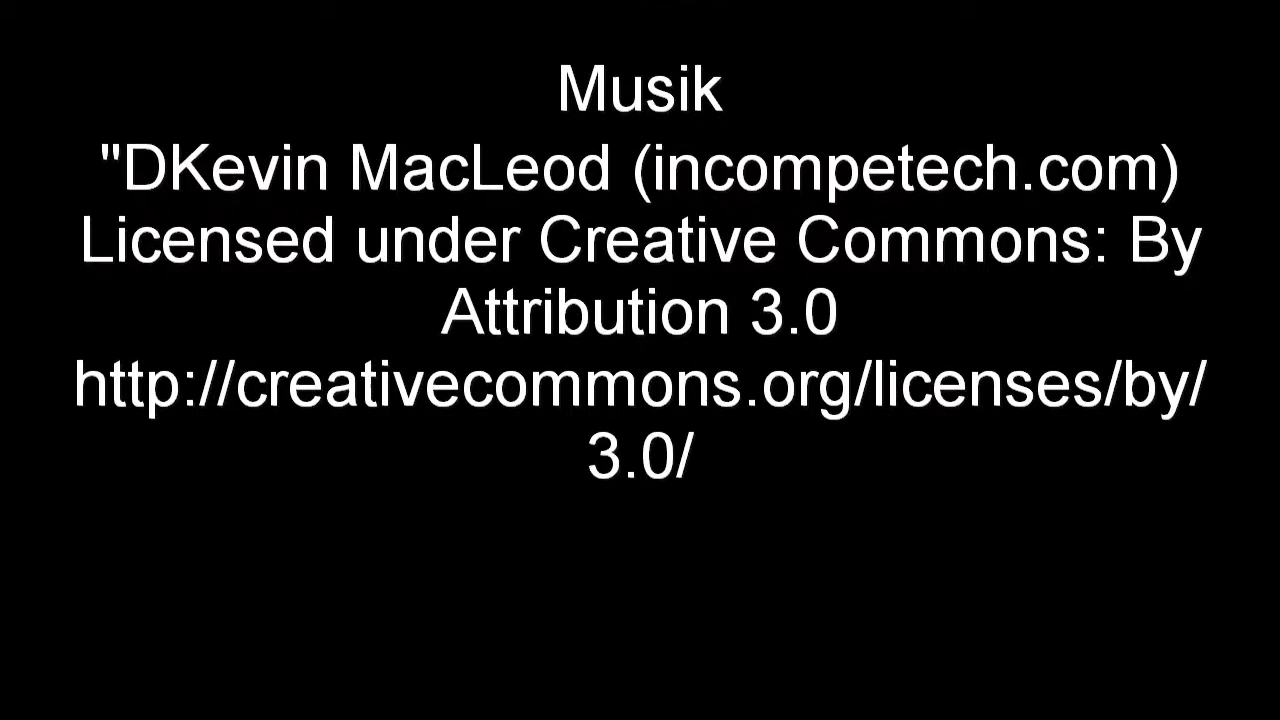 Musik
"DKevin MacLeod (incompetech.com)
Licensed under Creative Commons: By
Attribution 3.0
http://creativecommons.org/licenses/by/
3.0/